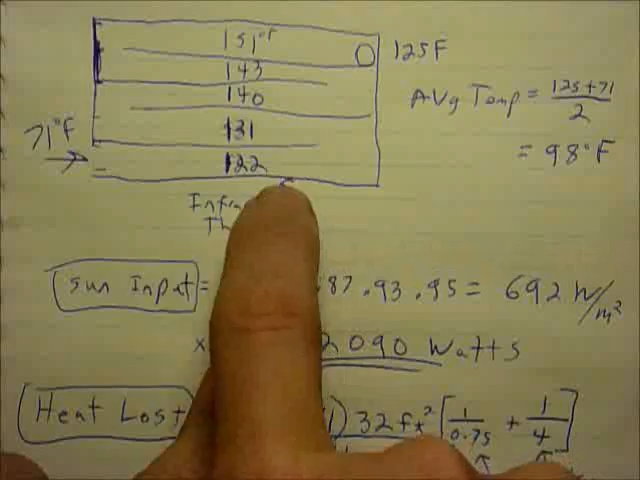 151°F
125F
143
140
Avg Temp = 125+71 / 2
71°F
131
= 98°F
122
Sun Input = 87 .93 .95 = 692 W/m²
x 2090 Watts
Heat Lost 32 ft² [ 1/0.75 + 1/4 ]